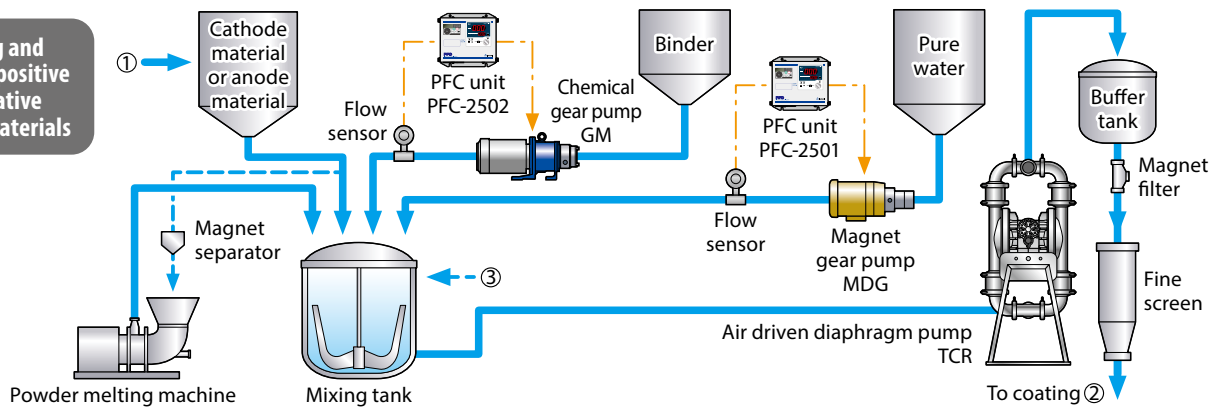 g and
positive
ative
aterials
①
Cathode
material
or anode
material
PFC unit
PFC-2502
Flow
sensor
Chemical
gear pump
GM
Binder
PFC unit
PFC-2501
Pure
water
Buffer
tank
Magnet
filter
Flow
sensor
Magnet
gear pump
MDG
Magnet
separator
③
Fine
screen
Air driven diaphragm pump
TCR
Powder melting machine
Mixing tank
To coating②